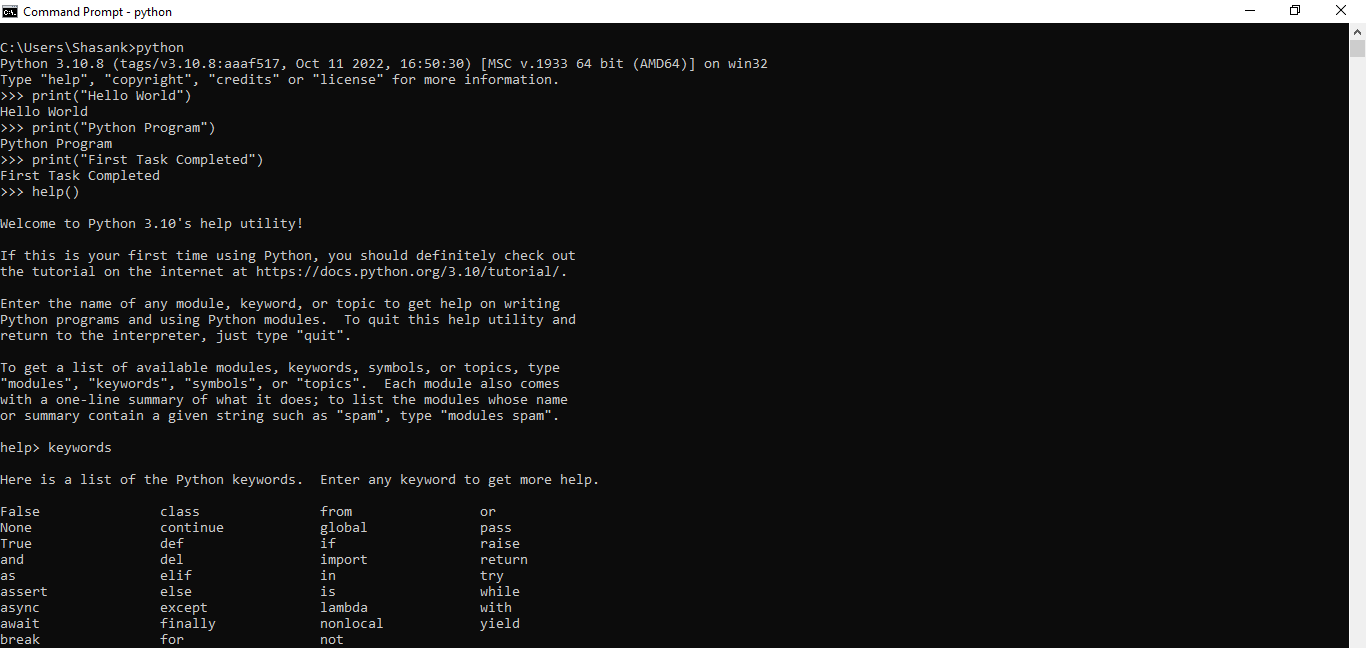 Command Prompt - python
C:\Users\Shasank>python
Python 3.10.8 (tags/v3.10.8:aaaf517, Oct 11 2022, 16:50:30) [MSC v.1933 64 bit (AMD64)] on win32
Type "help", "copyright", "credits" or "license" for more information.
>>> print("Hello World")
Hello World
>>> print("Python Program")
Python Program
>>> print("First Task Completed")
First Task Completed
>>> help()
Welcome to Python 3.10's help utility!
If this is your first time using Python, you should definitely check out
the tutorial on the internet at https://docs.python.org/3.10/tutorial/.
Enter the name of any module, keyword, or topic to get help on writing
Python programs and using Python modules.  To quit this help utility and
return to the interpreter, just type "quit".
To get a list of available modules, keywords, symbols, or topics, type
"modules", "keywords", "symbols", or "topics".  Each module also comes
with a one-line summary of what it does; to list the modules whose name
or summary contain a given string such as "spam", type "modules spam".
help> keywords
Here is a list of the Python keywords.  Enter any keyword to get more help.
False               class               from                or
None                continue            global              pass
True                def                 if                  raise
and                 del                 import              return
as                  elif                in                  try
assert              else                is                  while
async               except              lambda              with
await               finally             nonlocal            yield
break               for                 not